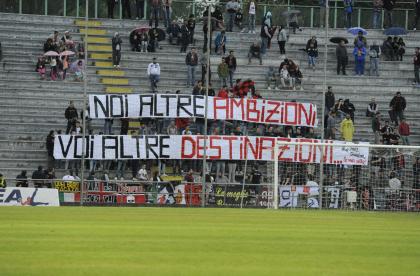 NOI ALTRE AMBIZIONI
VOI ALTRE DESTINAZIONI...